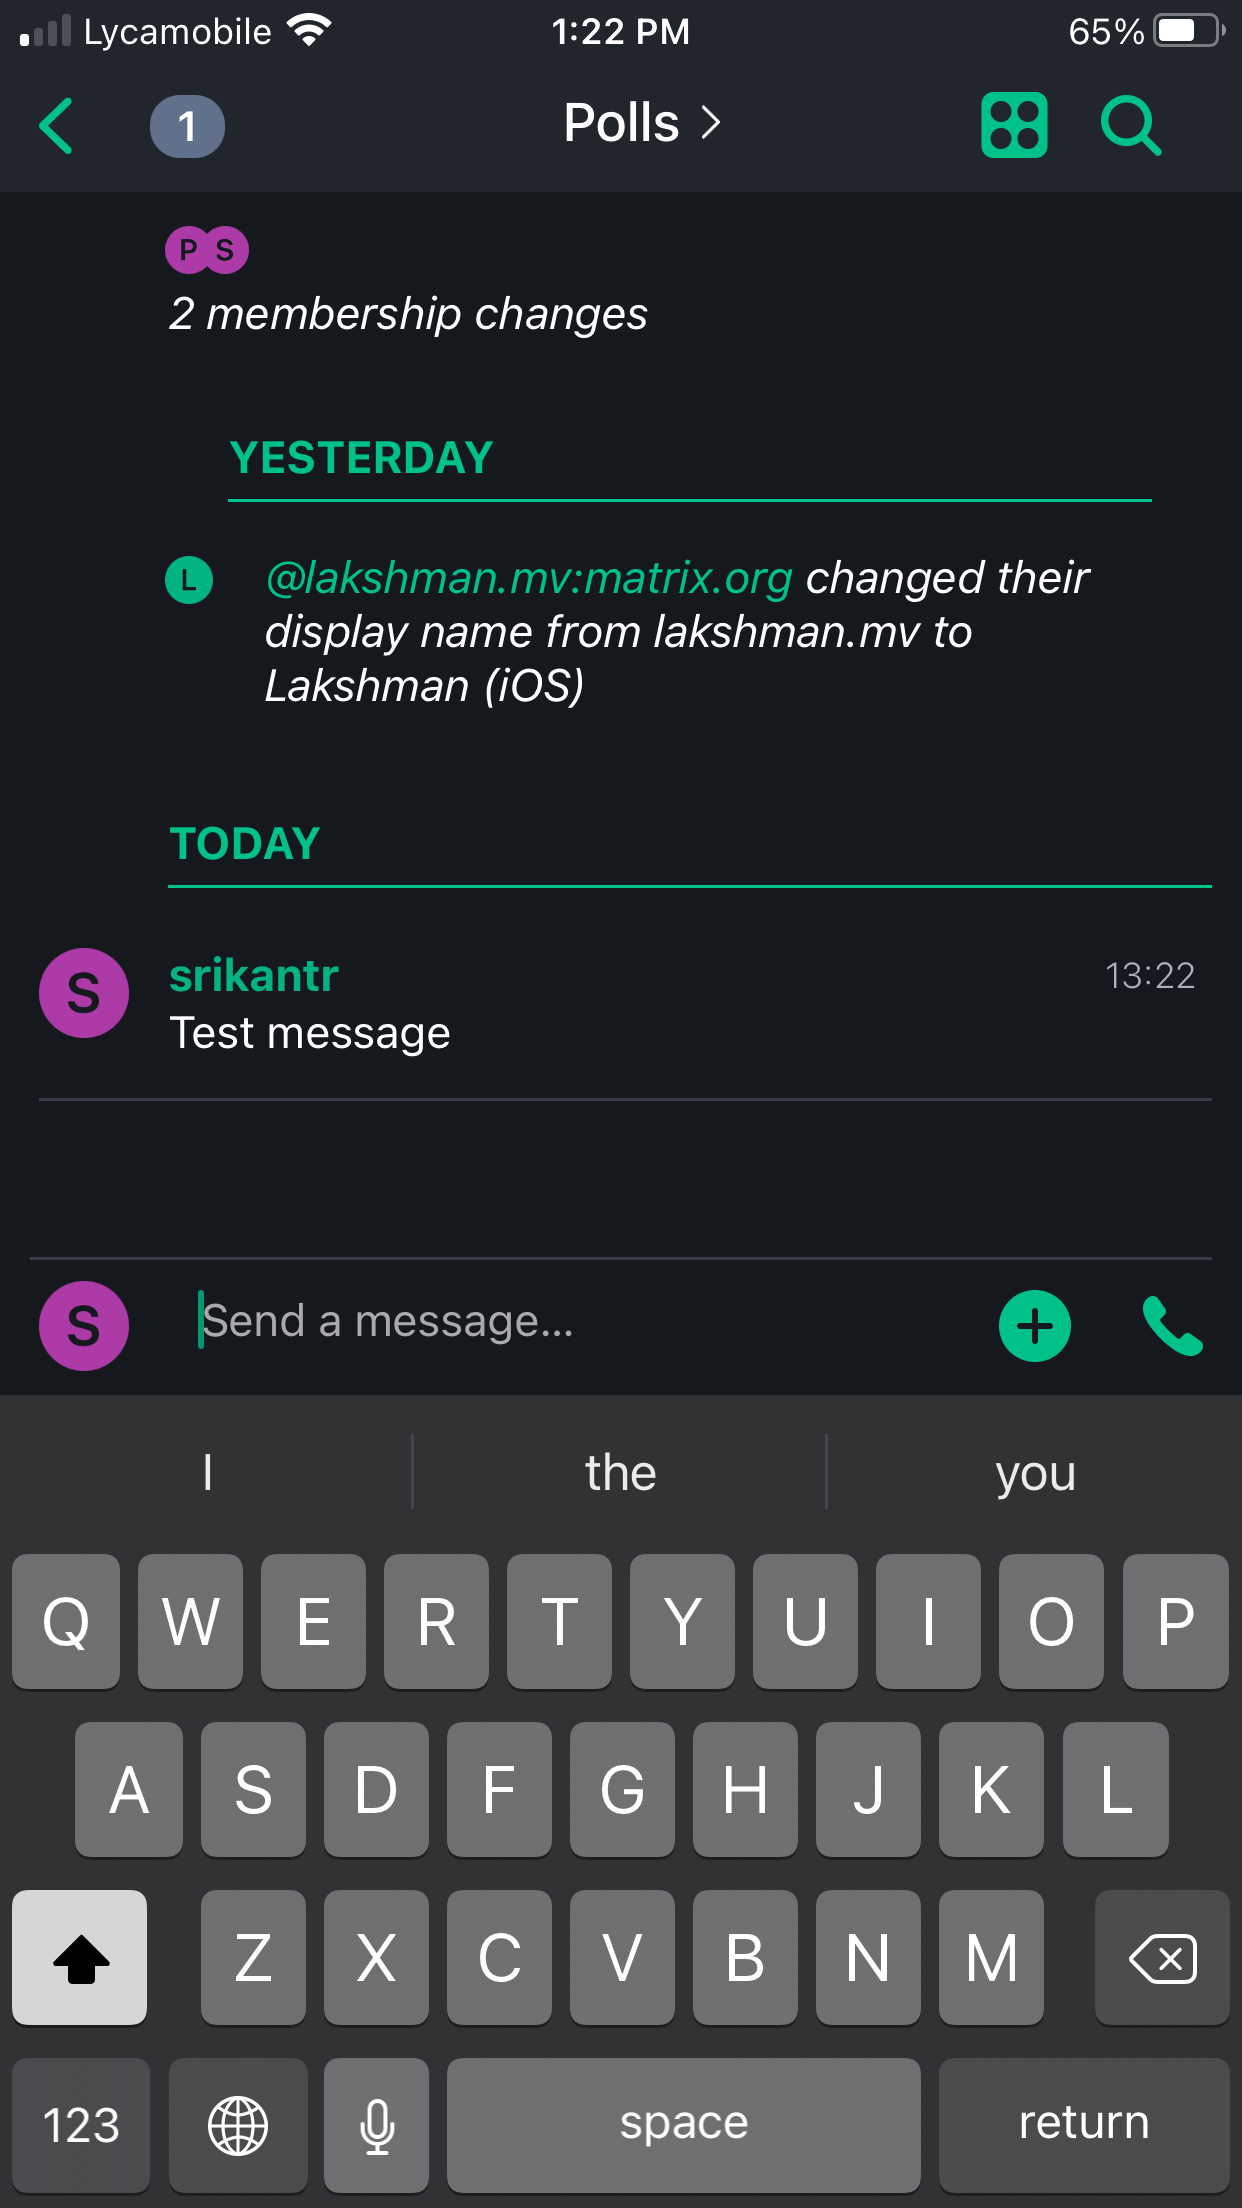 Lycamobile 1:22 PM 65%
1 Polls
P S
2 membership changes
YESTERDAY
L @lakshman.mv:matrix.org changed their
display name from lakshman.mv to
Lakshman (iOS)
TODAY
S srikantr 13:22
Test message
S Send a message...
I the you
Q W E R T Y U I O P
A S D F G H J K L
Z X C V B N M
123 space return